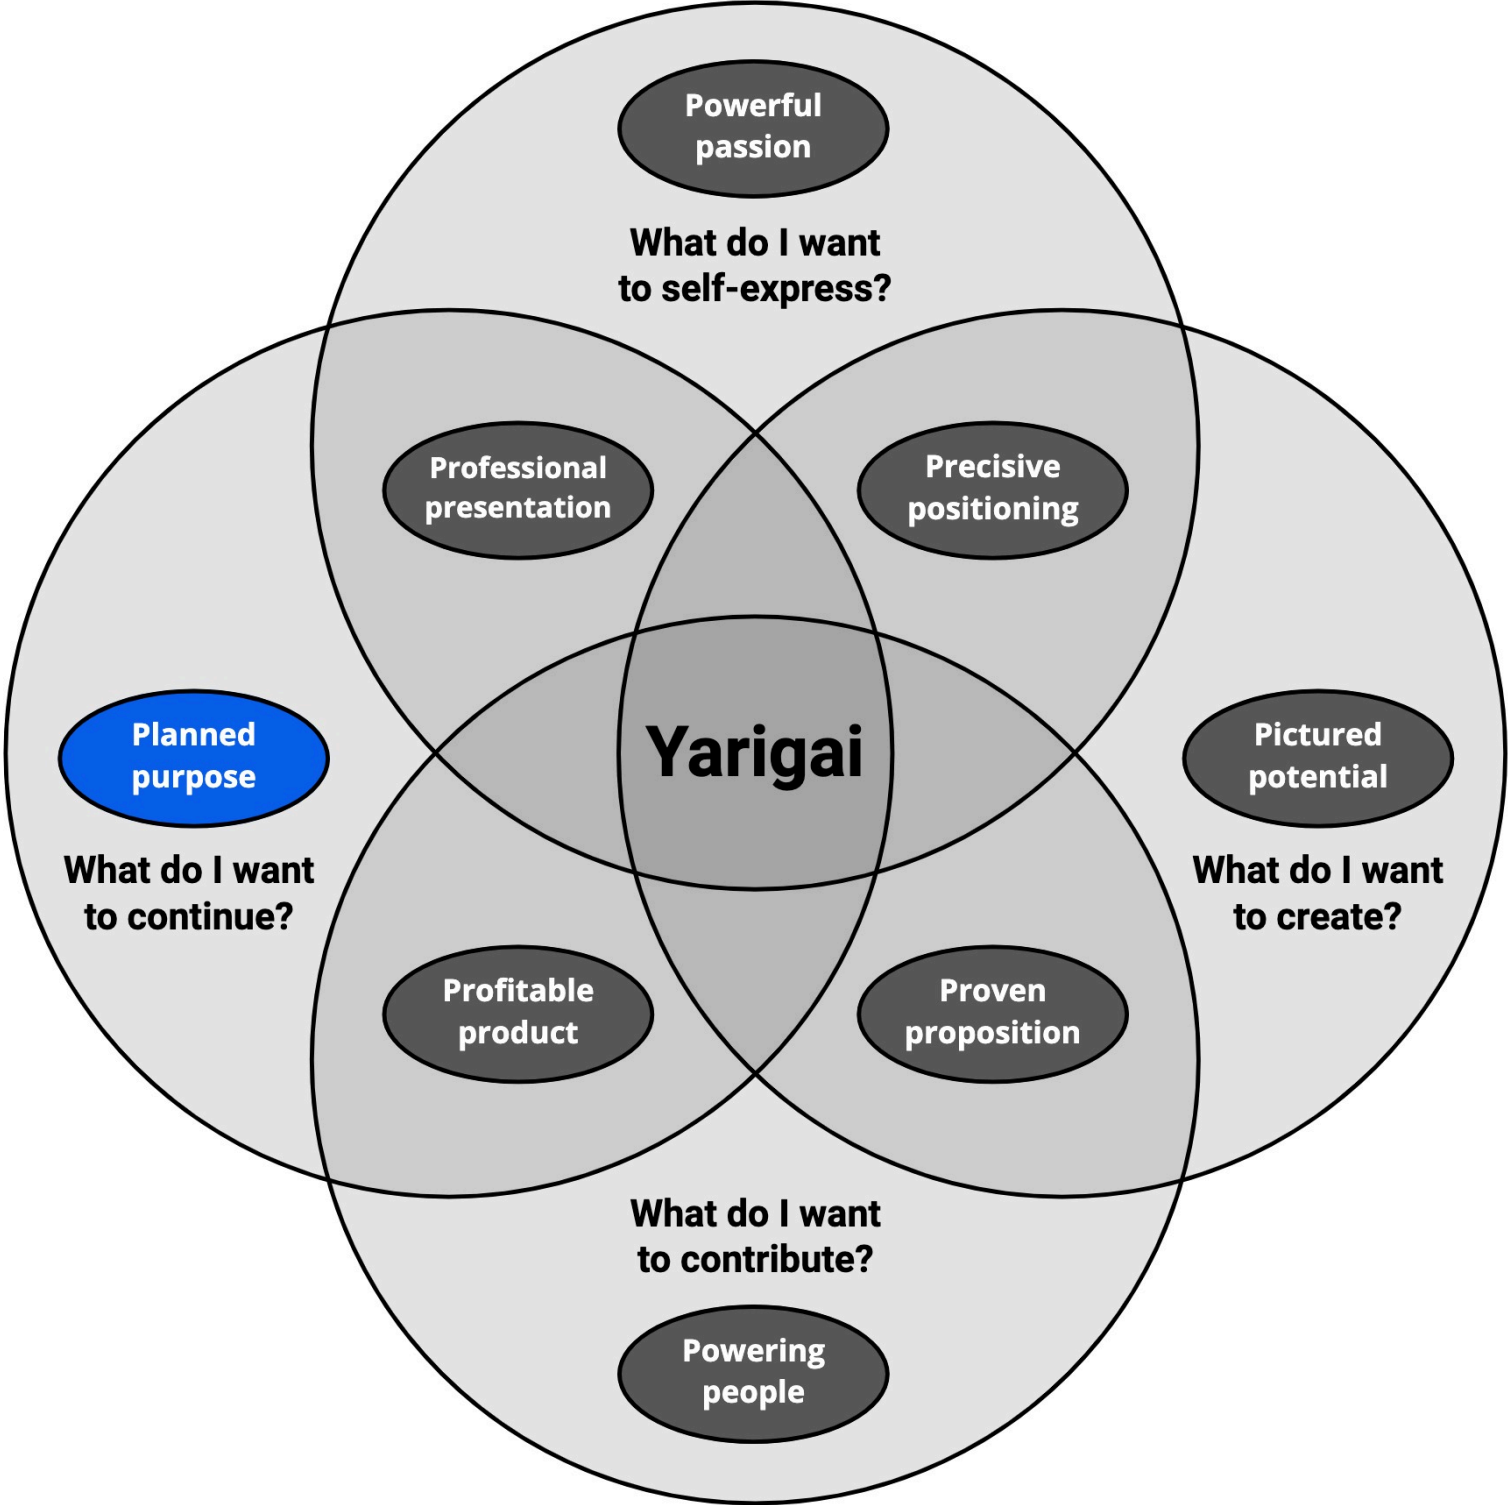 Powerful
passion
What do I want
to self-express?
Professional
presentation
Precisive
positioning
Yarigai
Planned
purpose
What do I want
to continue?
Pictured
potential
What do I want
to create?
Profitable
product
Proven
proposition
What do I want
to contribute?
Powering
people